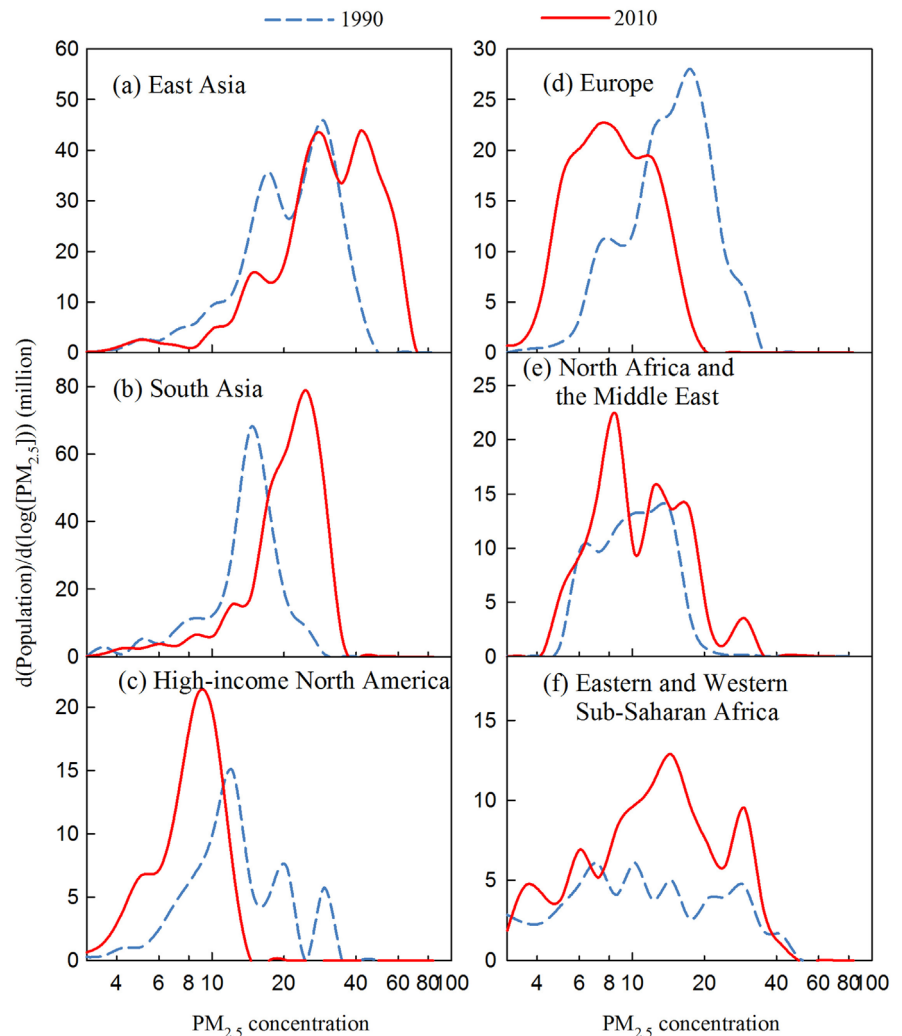 1990
2010
60
50
40
30
20
10
0
(a) East Asia
30
25
20
15
10
5
0
(d) Europe
80
60
40
20
0
(b) South Asia
25
20
15
10
5
0
(e) North Africa and
the Middle East
20
15
10
5
0
(c) High-income North America
15
10
5
0
(f) Eastern and Western
Sub-Saharan Africa
d(Population)/d(log([PM2.5])) (million)
4 6 8 10 20 40 60 80 100
4 6 8 10 20 40 60 80 100
PM2.5 concentration
PM2.5 concentration